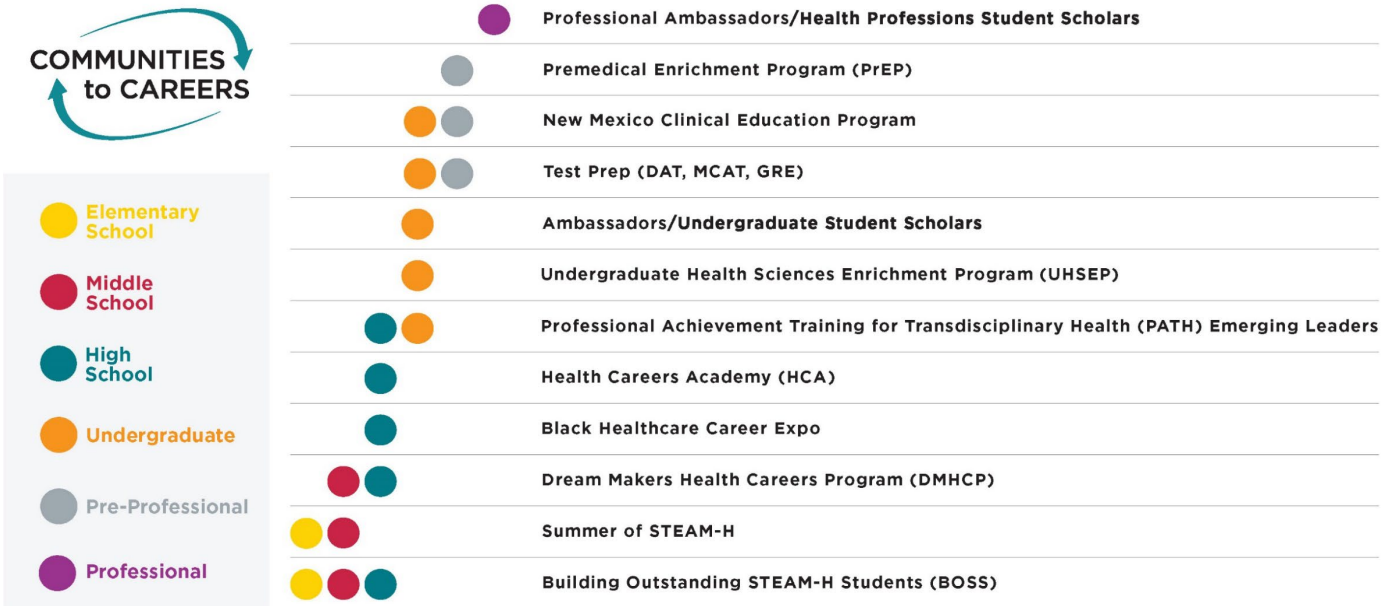 COMMUNITIES
to CAREERS
Elementary
School
Middle
School
High
School
Undergraduate
Pre-Professional
Professional
Professional Ambassadors/Health Professions Student Scholars
Premedical Enrichment Program (PrEP)
New Mexico Clinical Education Program
Test Prep (DAT, MCAT, GRE)
Ambassadors/Undergraduate Student Scholars
Undergraduate Health Sciences Enrichment Program (UHSEP)
Professional Achievement Training for Transdisciplinary Health (PATH) Emerging Leaders
Health Careers Academy (HCA)
Black Healthcare Career Expo
Dream Makers Health Careers Program (DMHCP)
Summer of STEAM-H
Building Outstanding STEAM-H Students (BOSS)